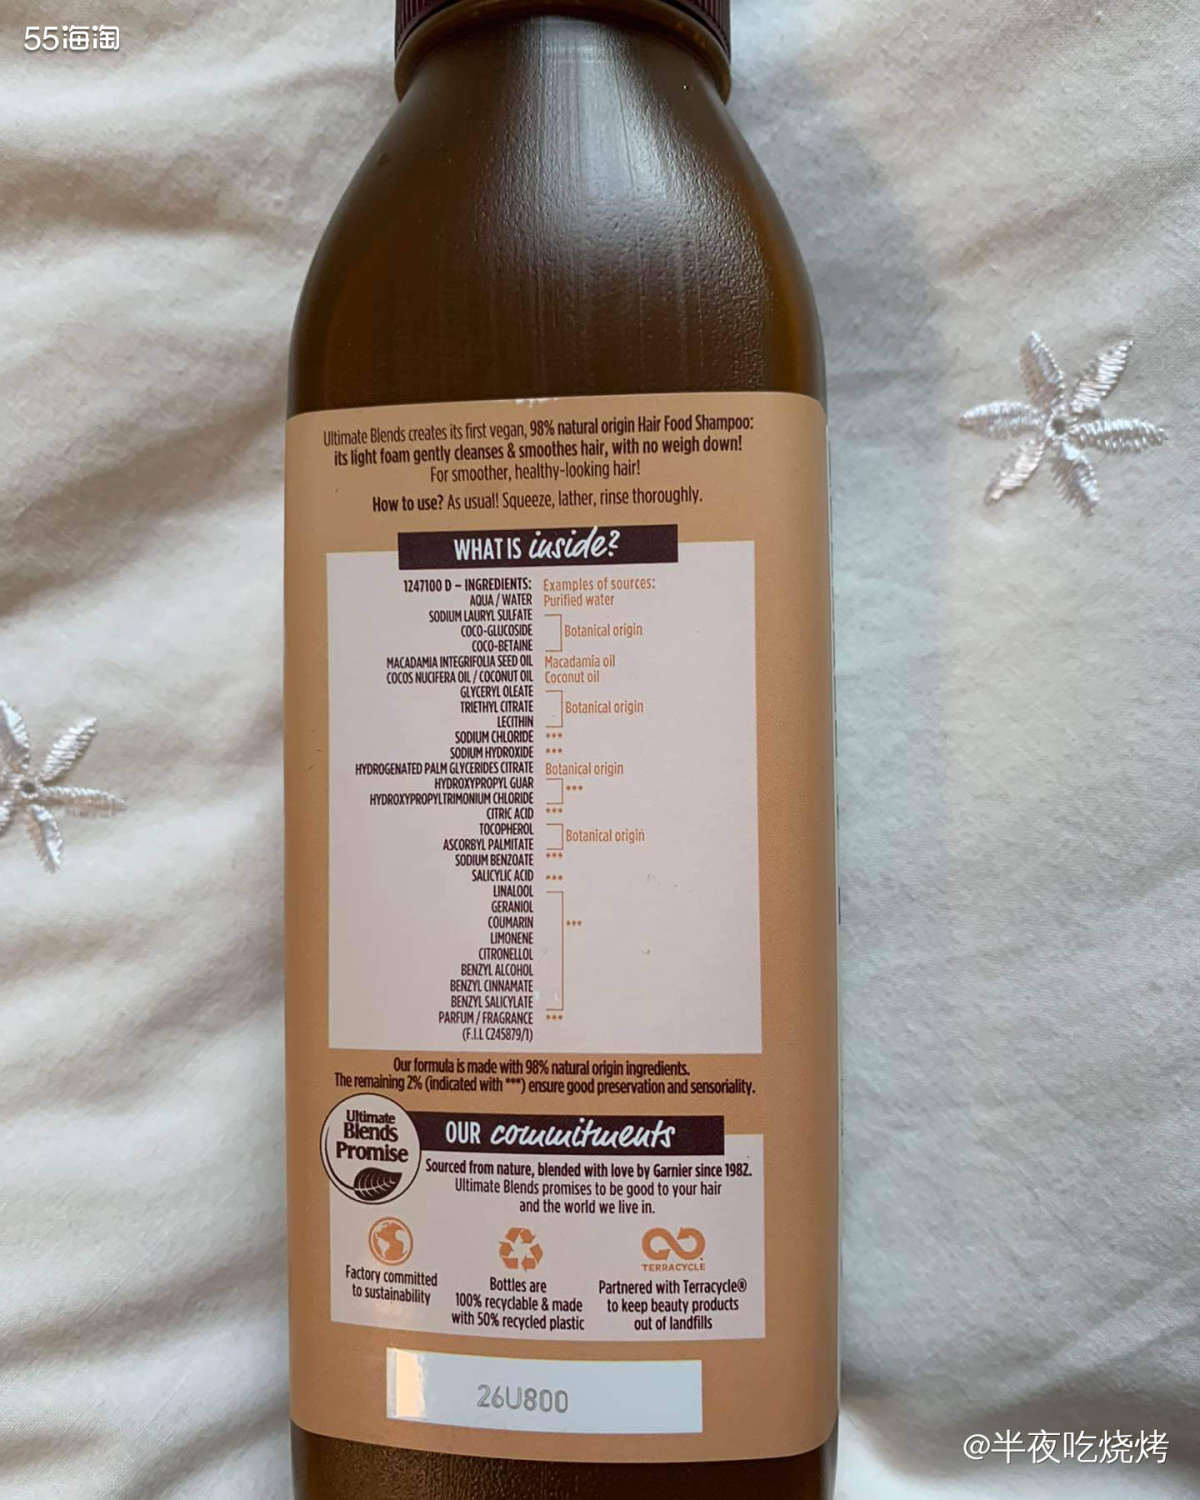 55海淘
Ultimate Blends creates its first vegan, 98% natural origin Hair Food Shampoo:
its light foam gently cleanses & smoothes hair, with no weigh down!
For smoother, healthy-looking hair!
How to use? As usual! Squeeze, lather, rinse thoroughly.
WHAT IS inside?
1247100 D – INGREDIENTS: Examples of sources:
AQUA / WATER Purified water
SODIUM LAURYL SULFATE
COCO-GLUCOSIDE Botanical origin
COCO-BETAINE
MACADAMIA INTEGRIFOLIA SEED OIL Macadamia oil
COCOS NUCIFERA OIL / COCONUT OIL Coconut oil
GLYCERYL OLEATE
TRIETHYL CITRATE Botanical origin
LECITHIN
SODIUM CHLORIDE ***
SODIUM HYDROXIDE ***
HYDROGENATED PALM GLYCERIDES CITRATE Botanical origin
HYDROXYPROPYL GUAR ***
HYDROXYPROPYLTRIMONIUM CHLORIDE
CITRIC ACID ***
TOCOPHEROL Botanical origin
ASCORBYL PALMITATE
SODIUM BENZOATE ***
SALICYLIC ACID ***
LINALOOL
GERANIOL
COUMARIN ***
LIMONENE
CITRONELLOL
BENZYL ALCOHOL
BENZYL CINNAMATE
BENZYL SALICYLATE
PARFUM / FRAGRANCE ***
(F.I.L C245879/1)
Our formula is made with 98% natural origin ingredients.
The remaining 2% (indicated with ***) ensure good preservation and sensoriality.
Ultimate
Blends
Promise
OUR commitments
Sourced from nature, blended with love by Garnier since 1982.
Ultimate Blends promises to be good to your hair
and the world we live in.
Factory committed
to sustainability
Bottles are
100% recyclable & made
with 50% recycled plastic
TERRACYCLE
Partnered with Terracycle®
to keep beauty products
out of landfills
26U800
@半夜吃烧烤